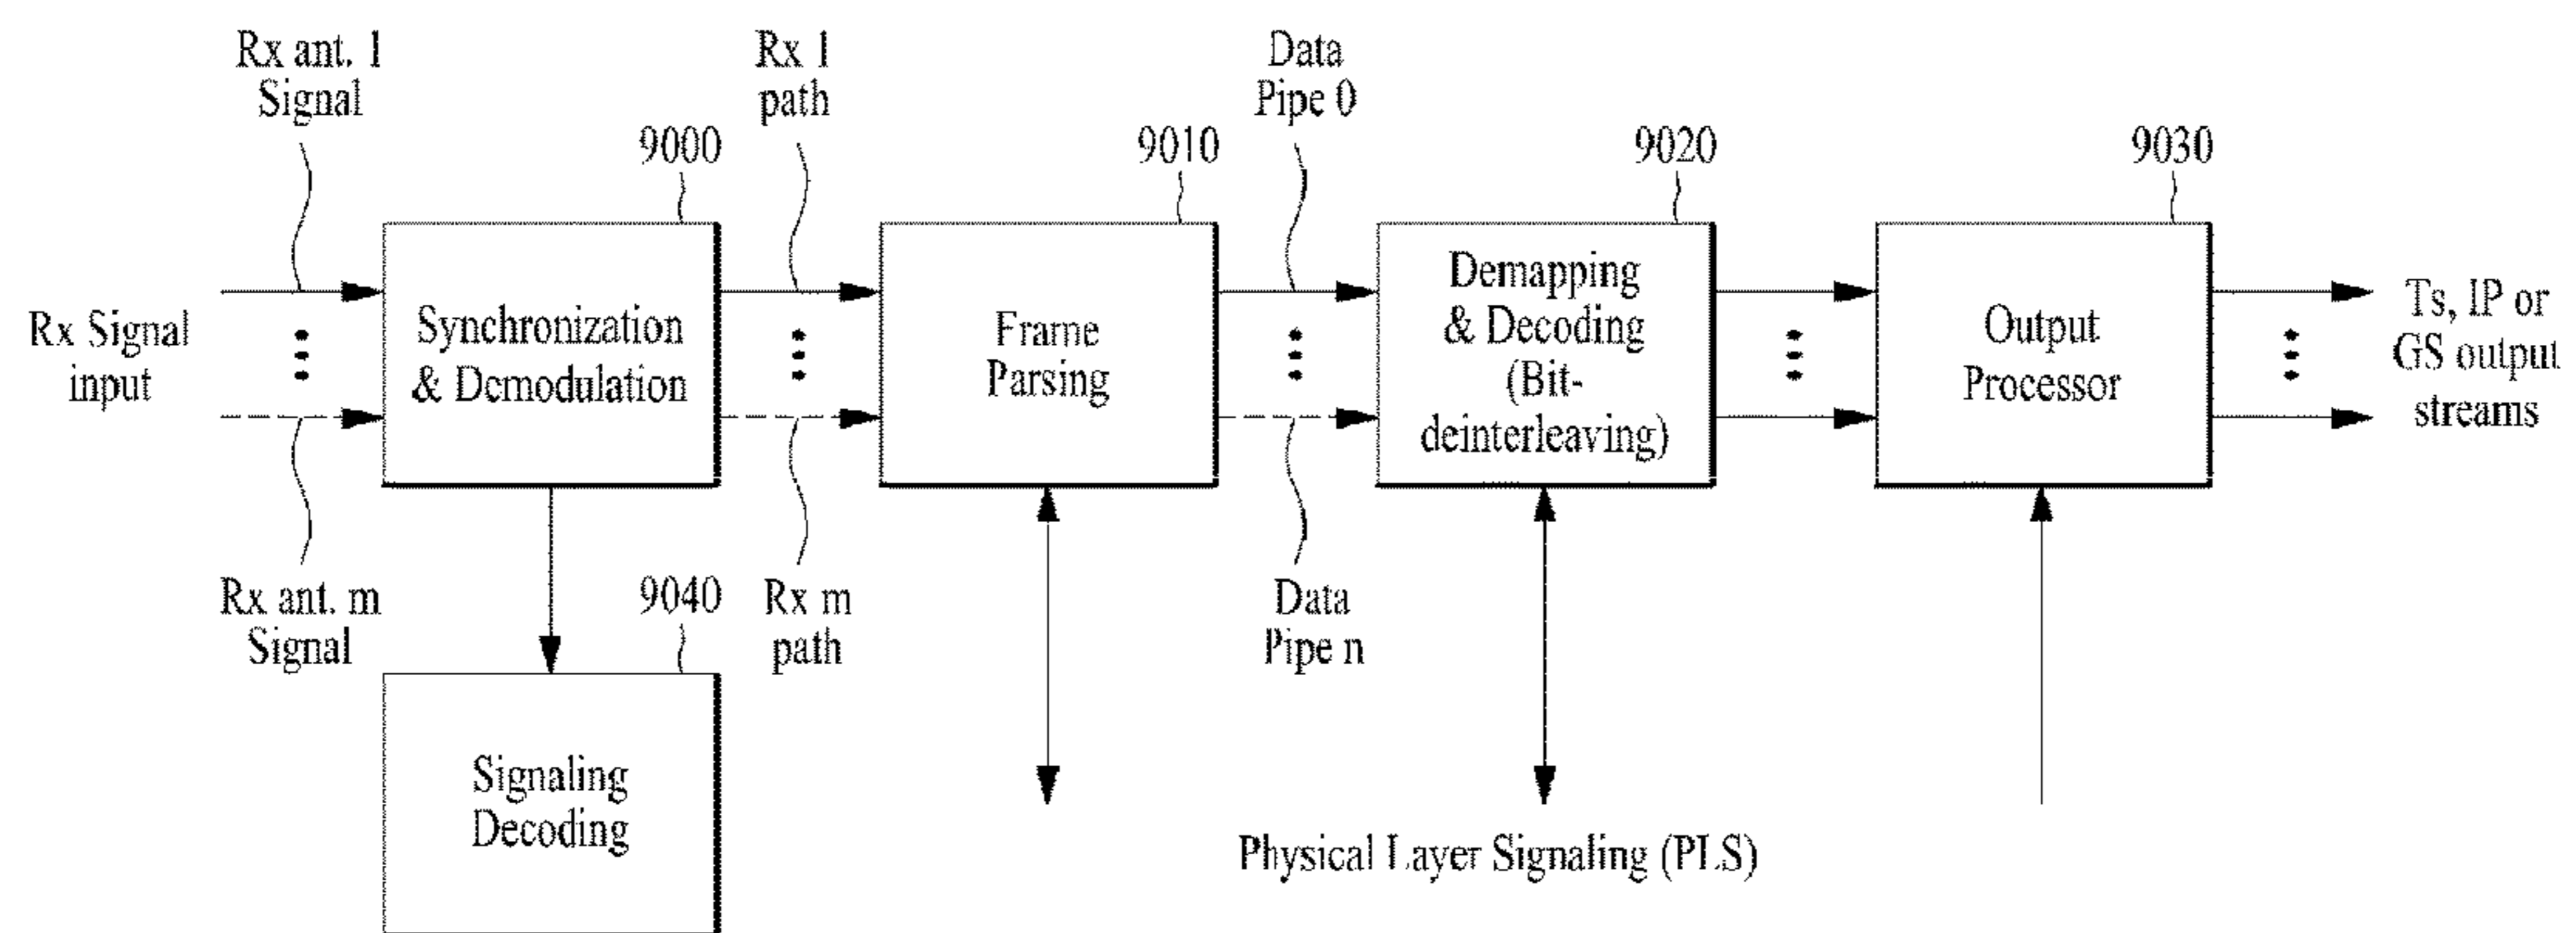 Rx ant. 1
Signal
Rx 1
path
Data
Pipe 0
9000
9010
9020
9030
Rx Signal
input
Synchronization
& Demodulation
Frame
Parsing
Demapping
& Decoding
(Bit-
deinterleaving)
Output
Processor
Ts, IP or
GS output
streams
Rx ant. m
Signal
9040
Rx m
path
Data
Pipe n
Signaling
Decoding
Physical Layer Signaling (PLS)